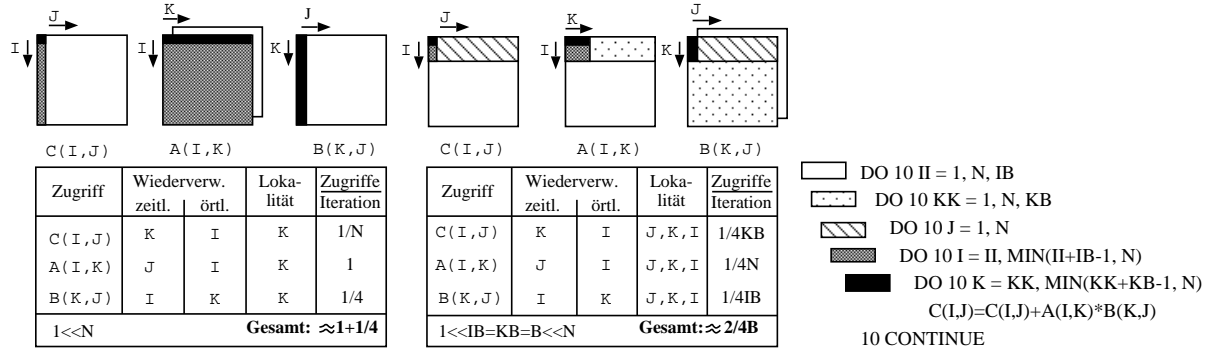 J
I
C(I,J)
K
I
A(I,K)
J
K
B(K,J)
J
I
C(I,J)
K
I
A(I,K)
J
K
B(K,J)
Zugriff Wiederverw. Loka- Zugriffe
zeitl. örtl. lität Iteration
C(I,J) K I K 1/N
A(I,K) J I K 1
B(K,J) I K K 1/4
1<<N Gesamt: ≈1+1/4
Zugriff Wiederverw. Loka- Zugriffe
zeitl. örtl. lität Iteration
C(I,J) K I J,K,I 1/4KB
A(I,K) J I J,K,I 1/4N
B(K,J) I K J,K,I 1/4IB
1<<IB=KB=B<<N Gesamt:≈ 2/4B
DO 10 II = 1, N, IB
DO 10 KK = 1, N, KB
DO 10 J = 1, N
DO 10 I = II, MIN(II+IB-1, N)
DO 10 K = KK, MIN(KK+KB-1, N)
C(I,J)=C(I,J)+A(I,K)*B(K,J)
10 CONTINUE